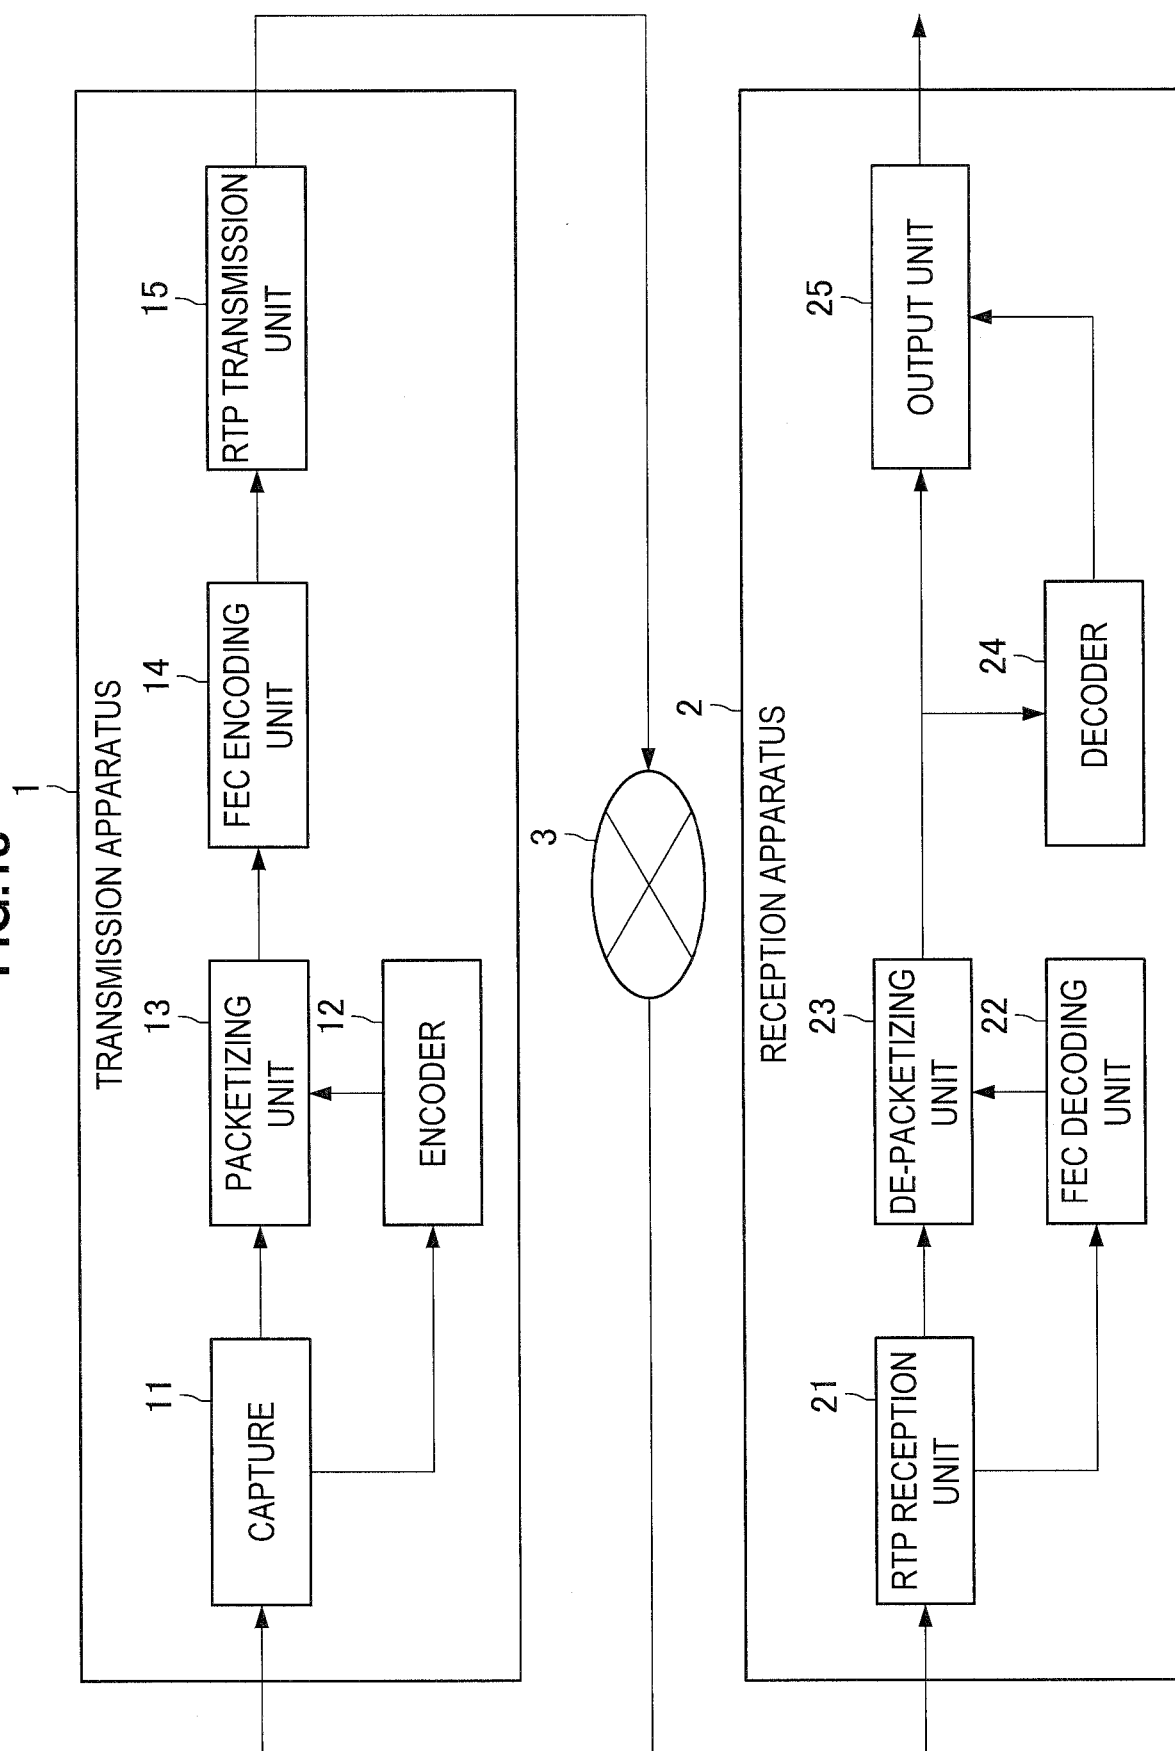 1
TRANSMISSION APPARATUS
11
CAPTURE
13
PACKETIZING
UNIT
12
ENCODER
14
FEC ENCODING
UNIT
15
RTP TRANSMISSION
UNIT
3
2
RECEPTION APPARATUS
21
RTP RECEPTION
UNIT
23
DE-PACKETIZING
UNIT
22
FEC DECODING
UNIT
24
DECODER
25
OUTPUT UNIT